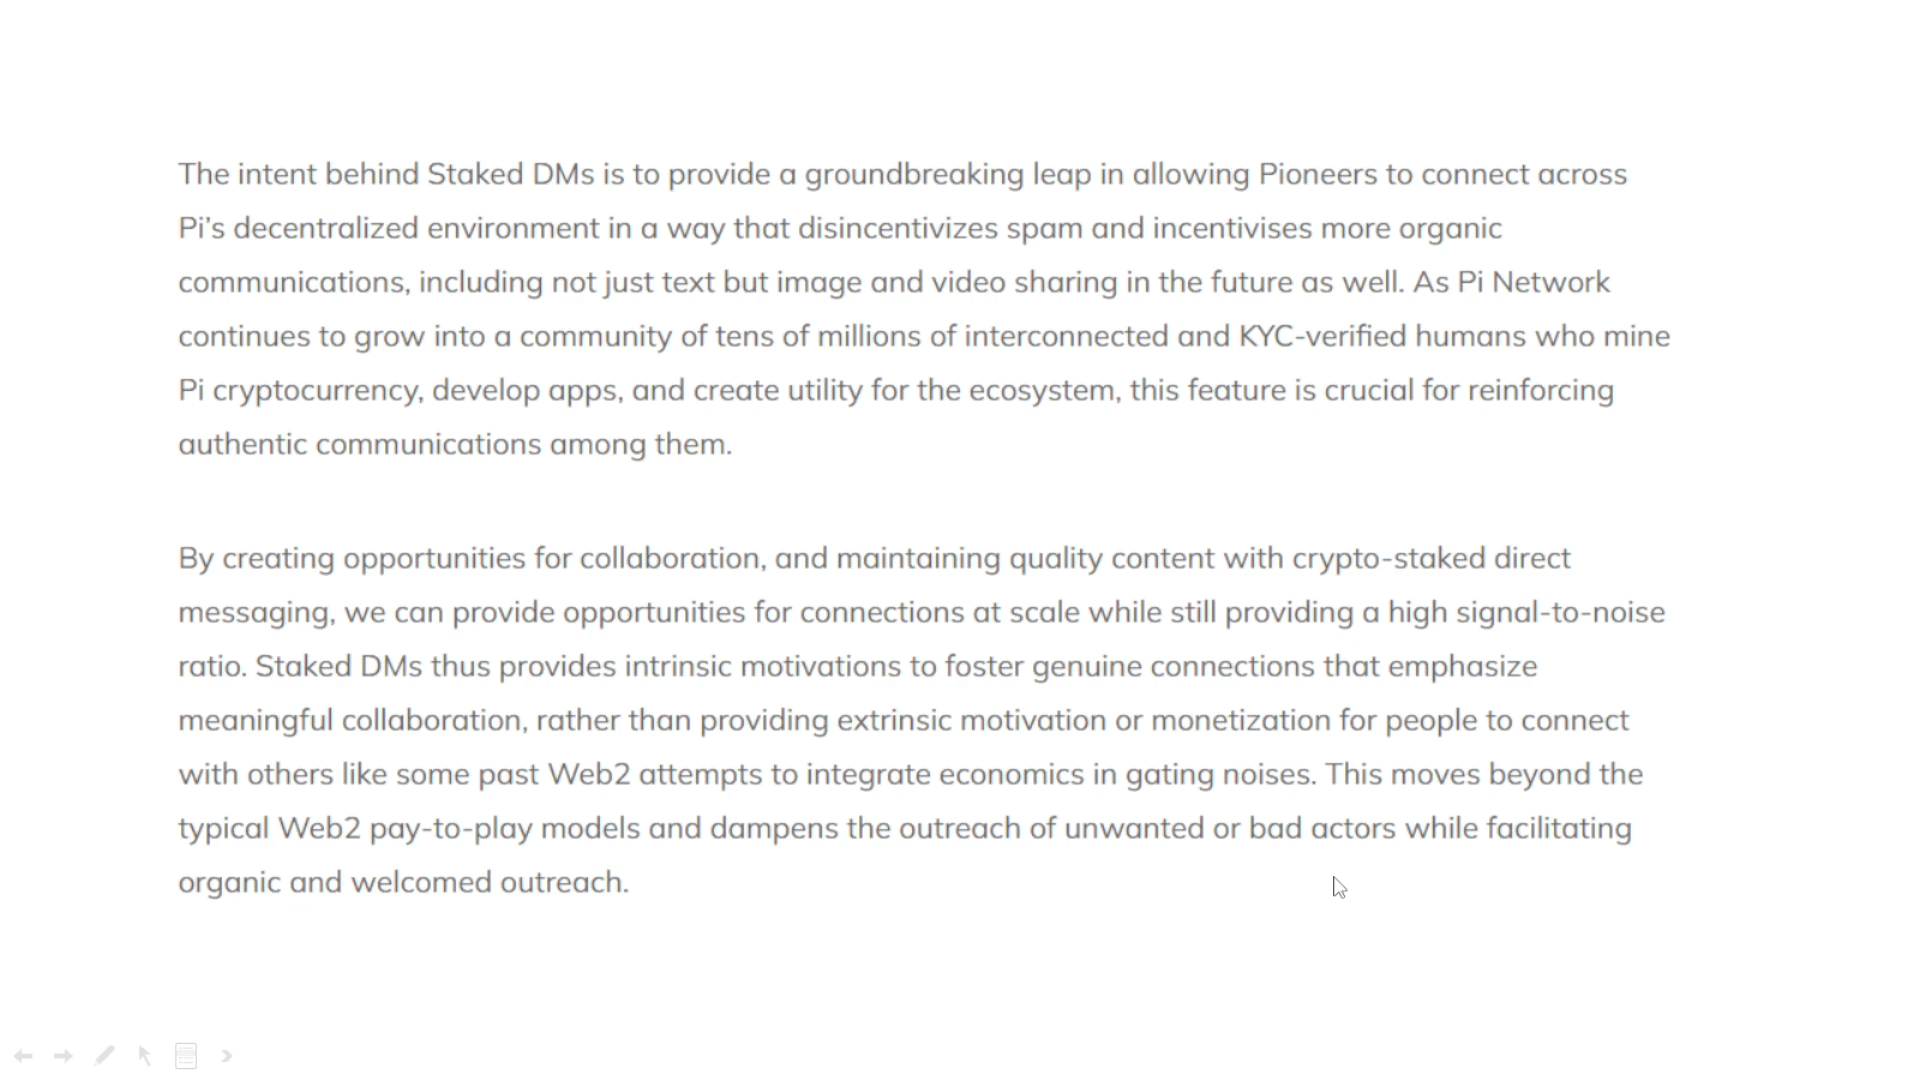 The intent behind Staked DMs is to provide a groundbreaking leap in allowing Pioneers to connect across
Pi's decentralized environment in a way that disincentivizes spam and incentivises more organic
communications, including not just text but image and video sharing in the future as well. As Pi Network
continues to grow into a community of tens of millions of interconnected and KYC-verified humans who mine
Pi cryptocurrency, develop apps, and create utility for the ecosystem, this feature is crucial for reinforcing
authentic communications among them.
By creating opportunities for collaboration, and maintaining quality content with crypto-staked direct
messaging, we can provide opportunities for connections at scale while still providing a high signal-to-noise
ratio. Staked DMs thus provides intrinsic motivations to foster genuine connections that emphasize
meaningful collaboration, rather than providing extrinsic motivation or monetization for people to connect
with others like some past Web2 attempts to integrate economics in gating noises. This moves beyond the
typical Web2 pay-to-play models and dampens the outreach of unwanted or bad actors while facilitating
organic and welcomed outreach.